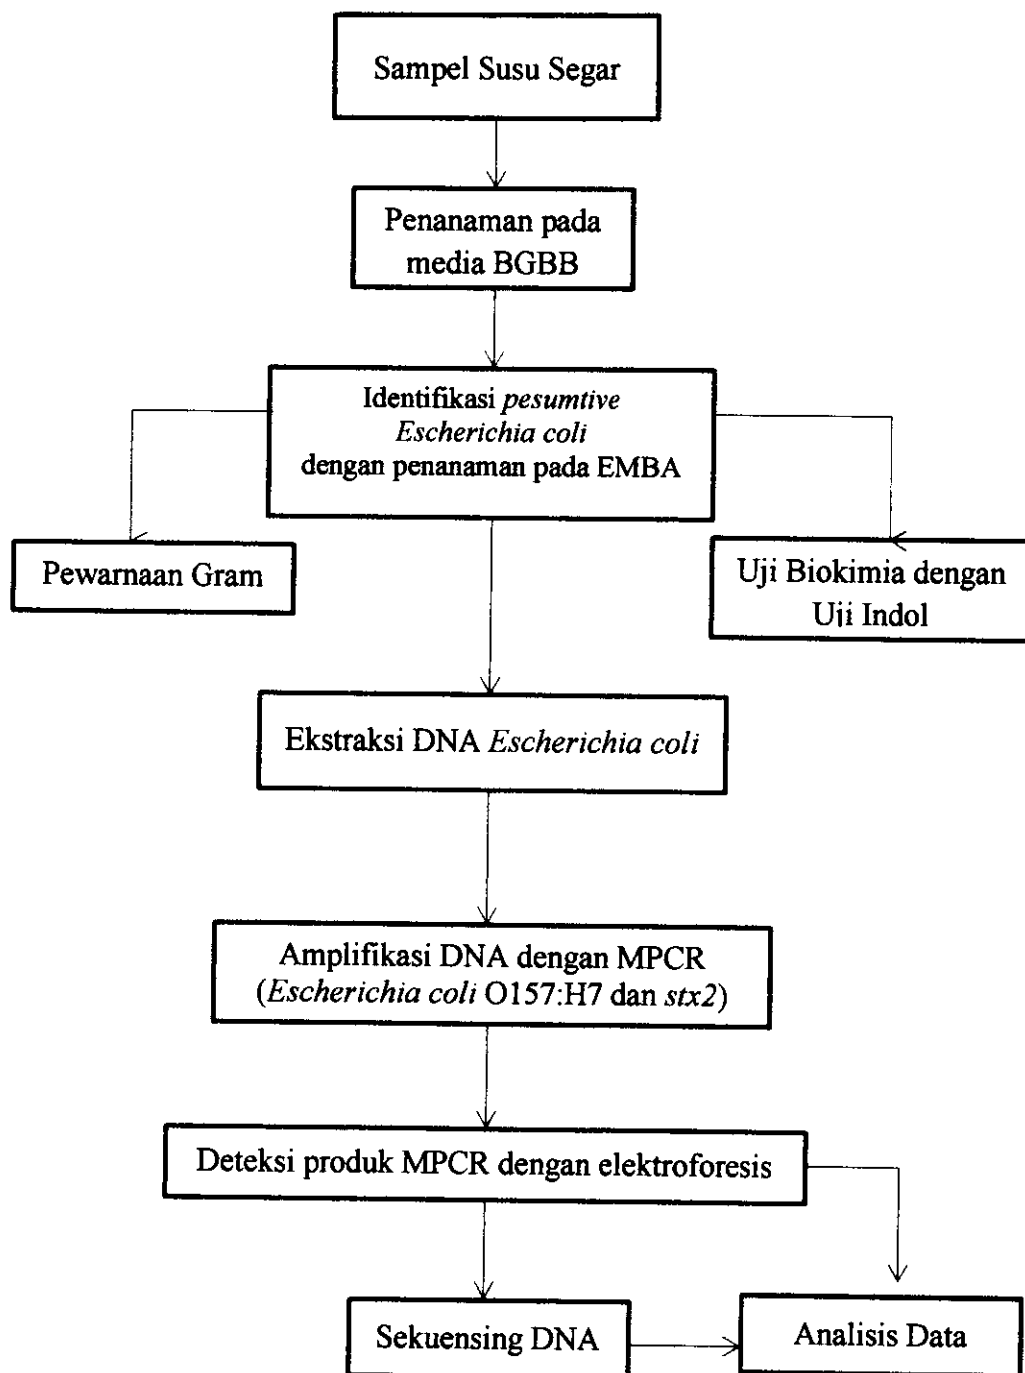 Sampel Susu Segar
Penanaman pada
media BGBB
Identifikasi pesumtive
Escherichia coli
dengan penanaman pada EMBA
Pewarnaan Gram
Uji Biokimia dengan
Uji Indol
Ekstraksi DNA Escherichia coli
Amplifikasi DNA dengan MPCR
(Escherichia coli O157:H7 dan stx2)
Deteksi produk MPCR dengan elektroforesis
Sekuensing DNA
Analisis Data